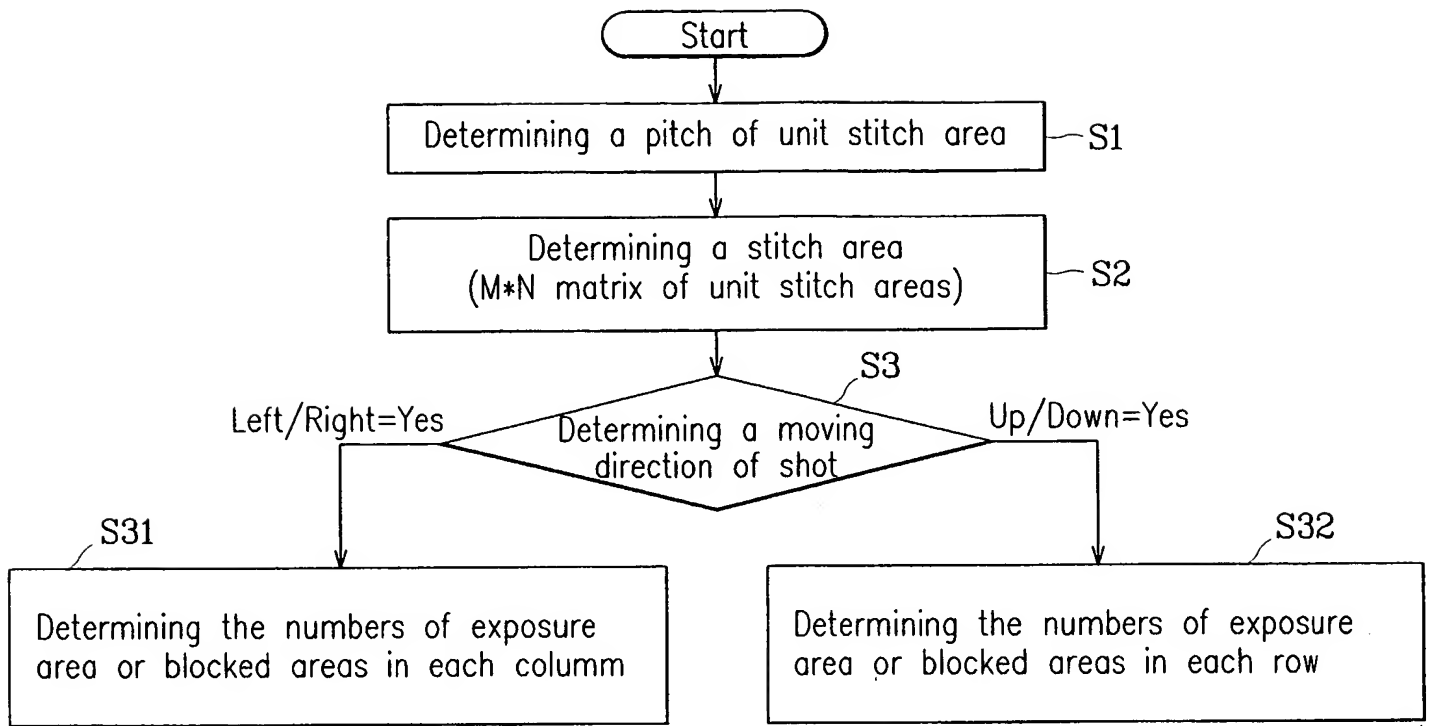 Start
Determining a pitch of unit stitch area
S1
Determining a stitch area
(M*N matrix of unit stitch areas)
S2
S3
Left/Right=Yes
Up/Down=Yes
Determining a moving
direction of shot
S31
S32
Determining the numbers of exposure
area or blocked areas in each columm
Determining the numbers of exposure
area or blocked areas in each row